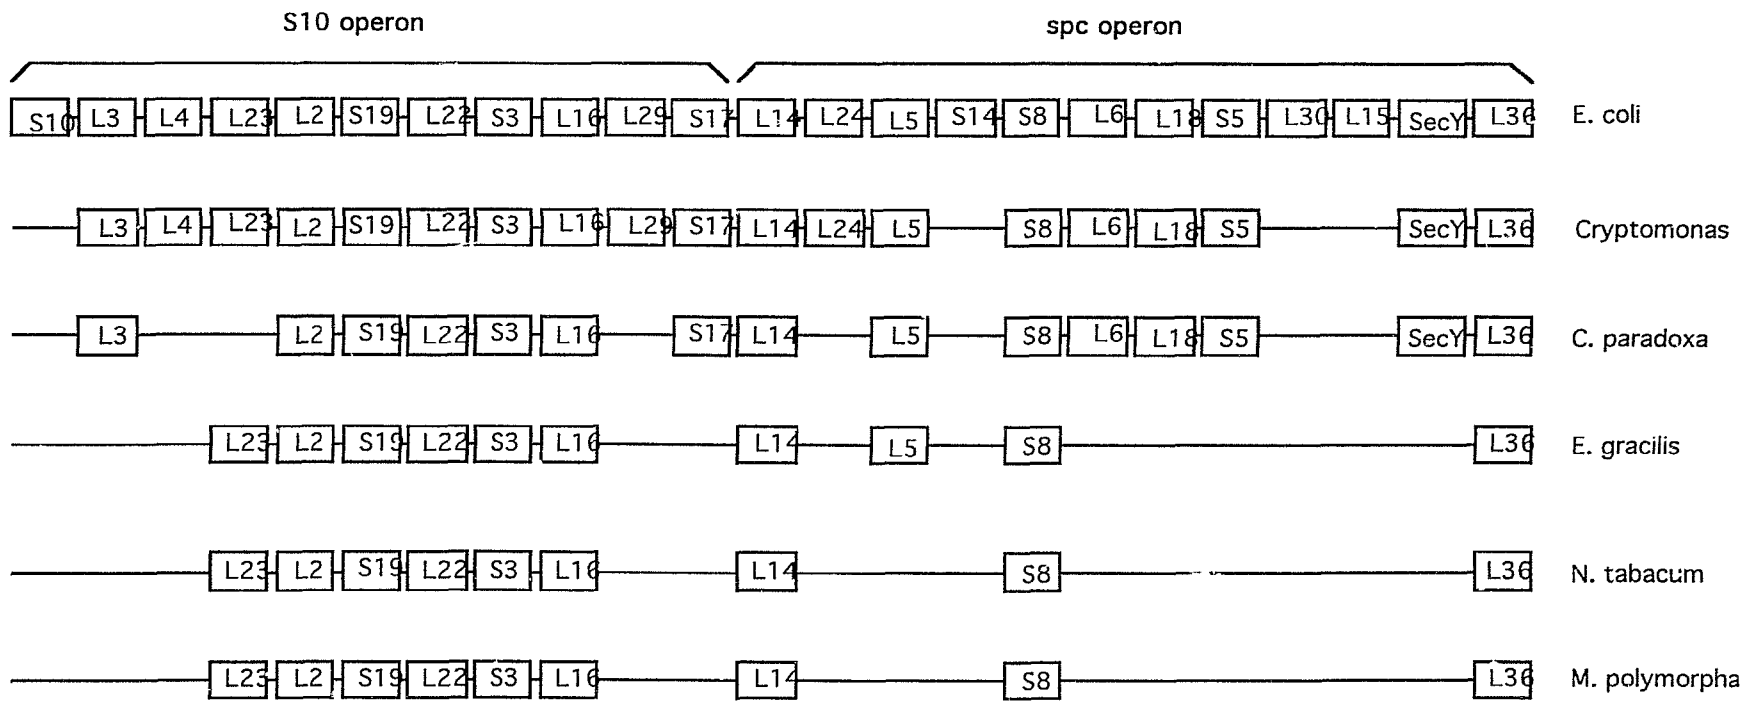 S10 operon spc operon
S10 L3 L4 L23 L2 S19 L22 S3 L16 L29 S17 L14 L24 L5 S14 S8 L6 L18 S5 L30 L15 SecY L36 E. coli
L3 L4 L23 L2 S19 L22 S3 L16 L29 S17 L14 L24 L5 S8 L6 L18 S5 SecY L36 Cryptomonas
L3 L2 S19 L22 S3 L16 S17 L14 L5 S8 L6 L18 S5 SecY L36 C. paradoxa
L23 L2 S19 L22 S3 L16 L14 L5 S8 L36 E. gracilis
L23 L2 S19 L22 S3 L16 L14 S8 L36 N. tabacum
L23 L2 S19 L22 S3 L16 L14 S8 L36 M. polymorpha